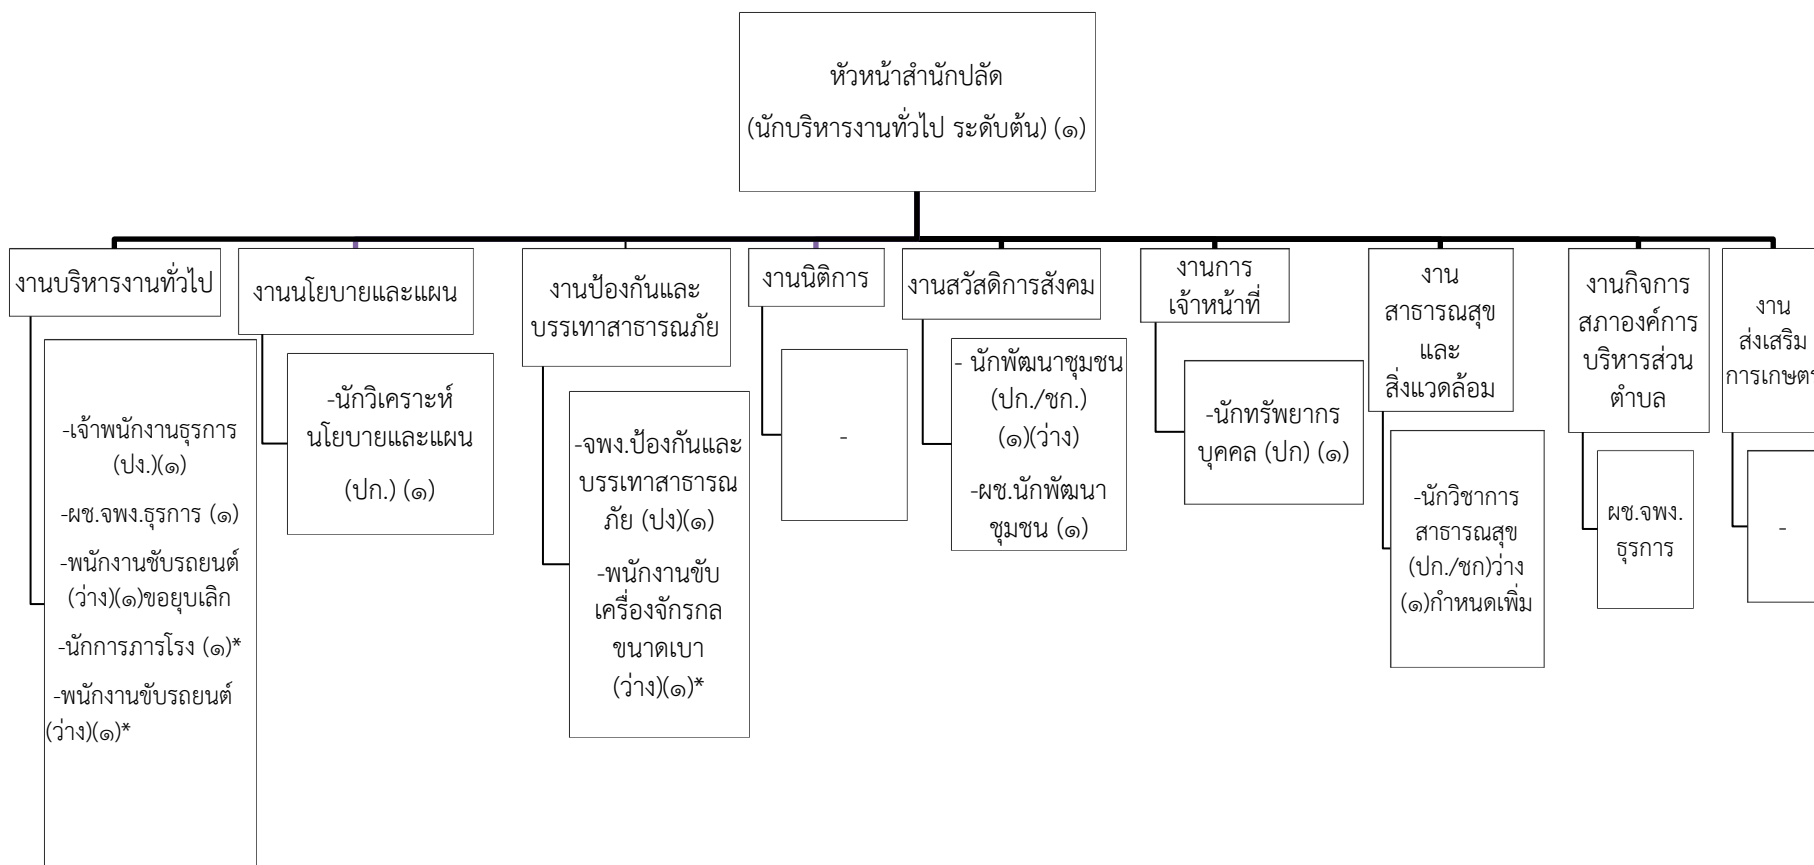 หัวหน้าสำนักปลัด
(นักบริหารงานทั่วไป ระดับต้น) (๑)
งานบริหารงานทั่วไป
-เจ้าพนักงานธุรการ
(ปง.)(๑)
-ผช.จพง.ธุรการ (๑)
-พนักงานขับรถยนต์
(ว่าง)(๑)ขอยุบเลิก
-นักการภารโรง (๑)*
-พนักงานขับรถยนต์
(ว่าง)(๑)*
งานนโยบายและแผน
-นักวิเคราะห์
นโยบายและแผน
(ปก.) (๑)
งานป้องกันและ
บรรเทาสาธารณภัย
-จพง.ป้องกันและ
บรรเทาสาธารณ
ภัย (ปง)(๑)
-พนักงานขับ
เครื่องจักรกล
ขนาดเบา
(ว่าง)(๑)*
งานนิติการ
-
งานสวัสดิการสังคม
- นักพัฒนาชุมชน
(ปก./ชก.)
(๑)(ว่าง)
-ผช.นักพัฒนา
ชุมชน (๑)
งานการ
เจ้าหน้าที่
-นักทรัพยากร
บุคคล (ปก) (๑)
งาน
สาธารณสุข
และ
สิ่งแวดล้อม
-นักวิชาการ
สาธารณสุข
(ปก./ชก)ว่าง
(๑)กำหนดเพิ่ม
งานกิจการ
สภาองค์การ
บริหารส่วน
ตำบล
ผช.จพง.
ธุรการ
งาน
ส่งเสริม
การเกษตร
-